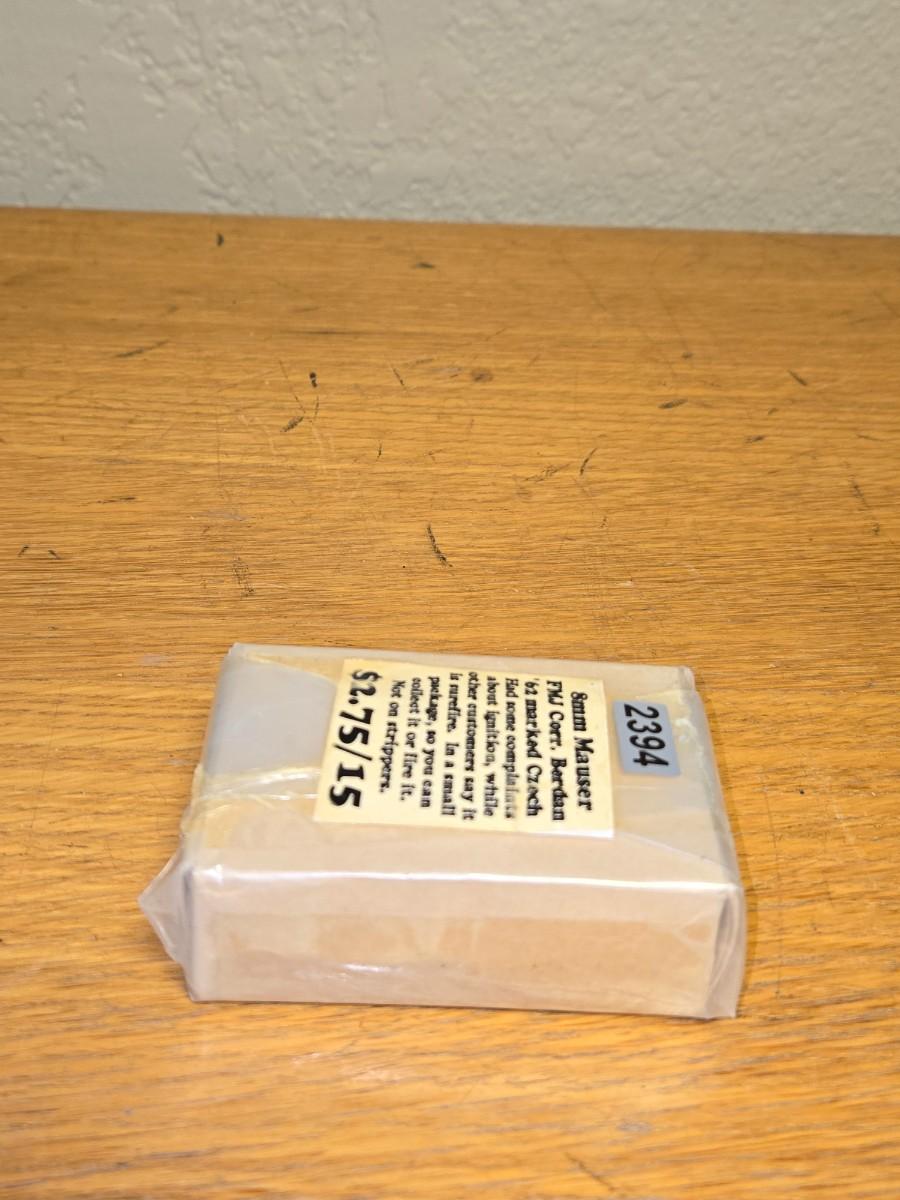 2394
8mm Mauser
FMJ Corr. Berdan
'62 marked Czech
Had some complaints
about ignition, while
other customers say it
is surefire. In a small
package, so you can
collect it or fire it.
Not on strippers.
$2.75/15